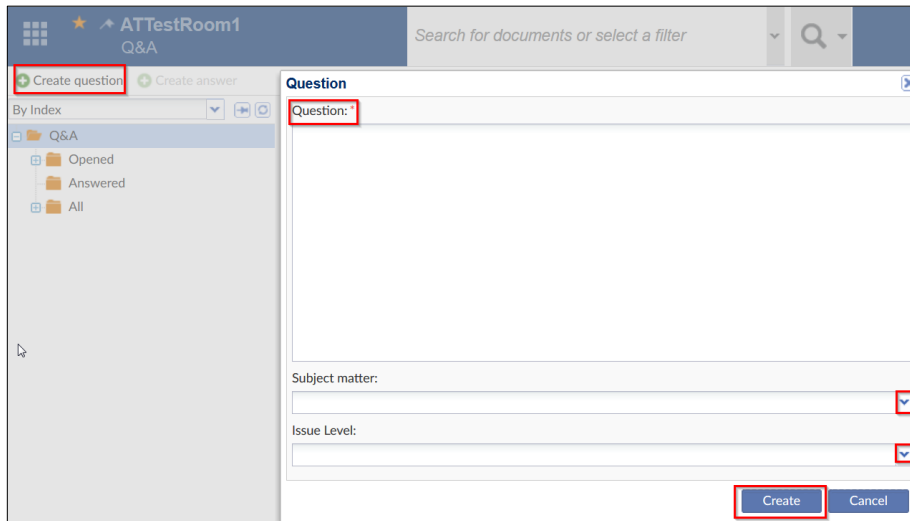 ATTestRoom1
Q&A
Search for documents or select a filter
Create question
Create answer
By Index
Q&A
Opened
Answered
All
Question
Question: *
Subject matter:
Issue Level:
Create
Cancel